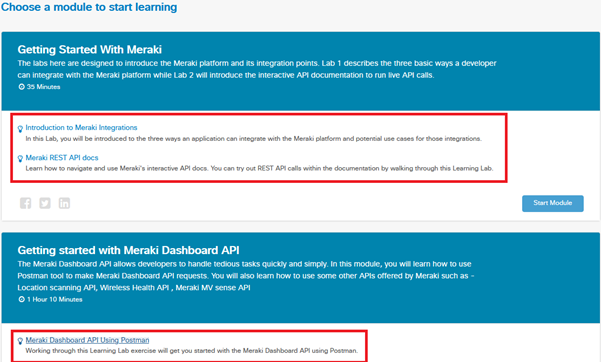 Choose a module to start learning
Getting Started With Meraki
The labs here are designed to introduce the Meraki platform and its integration points. Lab 1 describes the three basic ways a developer
can integrate with the Meraki platform while Lab 2 will introduce the interactive API documentation to run live API calls.
35 Minutes
Introduction to Meraki Integrations
In this Lab, you will be introduced to the three ways an application can integrate with the Meraki platform and potential use cases for those integrations.
Meraki REST API docs
Learn how to navigate and use Meraki's interactive API docs. You can try out REST API calls within the documentation by walking through this Learning Lab.
Start Module
Getting started with Meraki Dashboard API
The Meraki Dashboard API allows developers to handle tedious tasks quickly and simply. In this module, you will learn how to use
Postman tool to make Meraki Dashboard API requests. You will also learn how to use some other APIs offered by Meraki such as -
Location scanning API, Wireless Health API , Meraki MV sense API
1 Hour 10 Minutes
Meraki Dashboard API Using Postman
Working through this Learning Lab exercise will get you started with the Meraki Dashboard API using Postman.